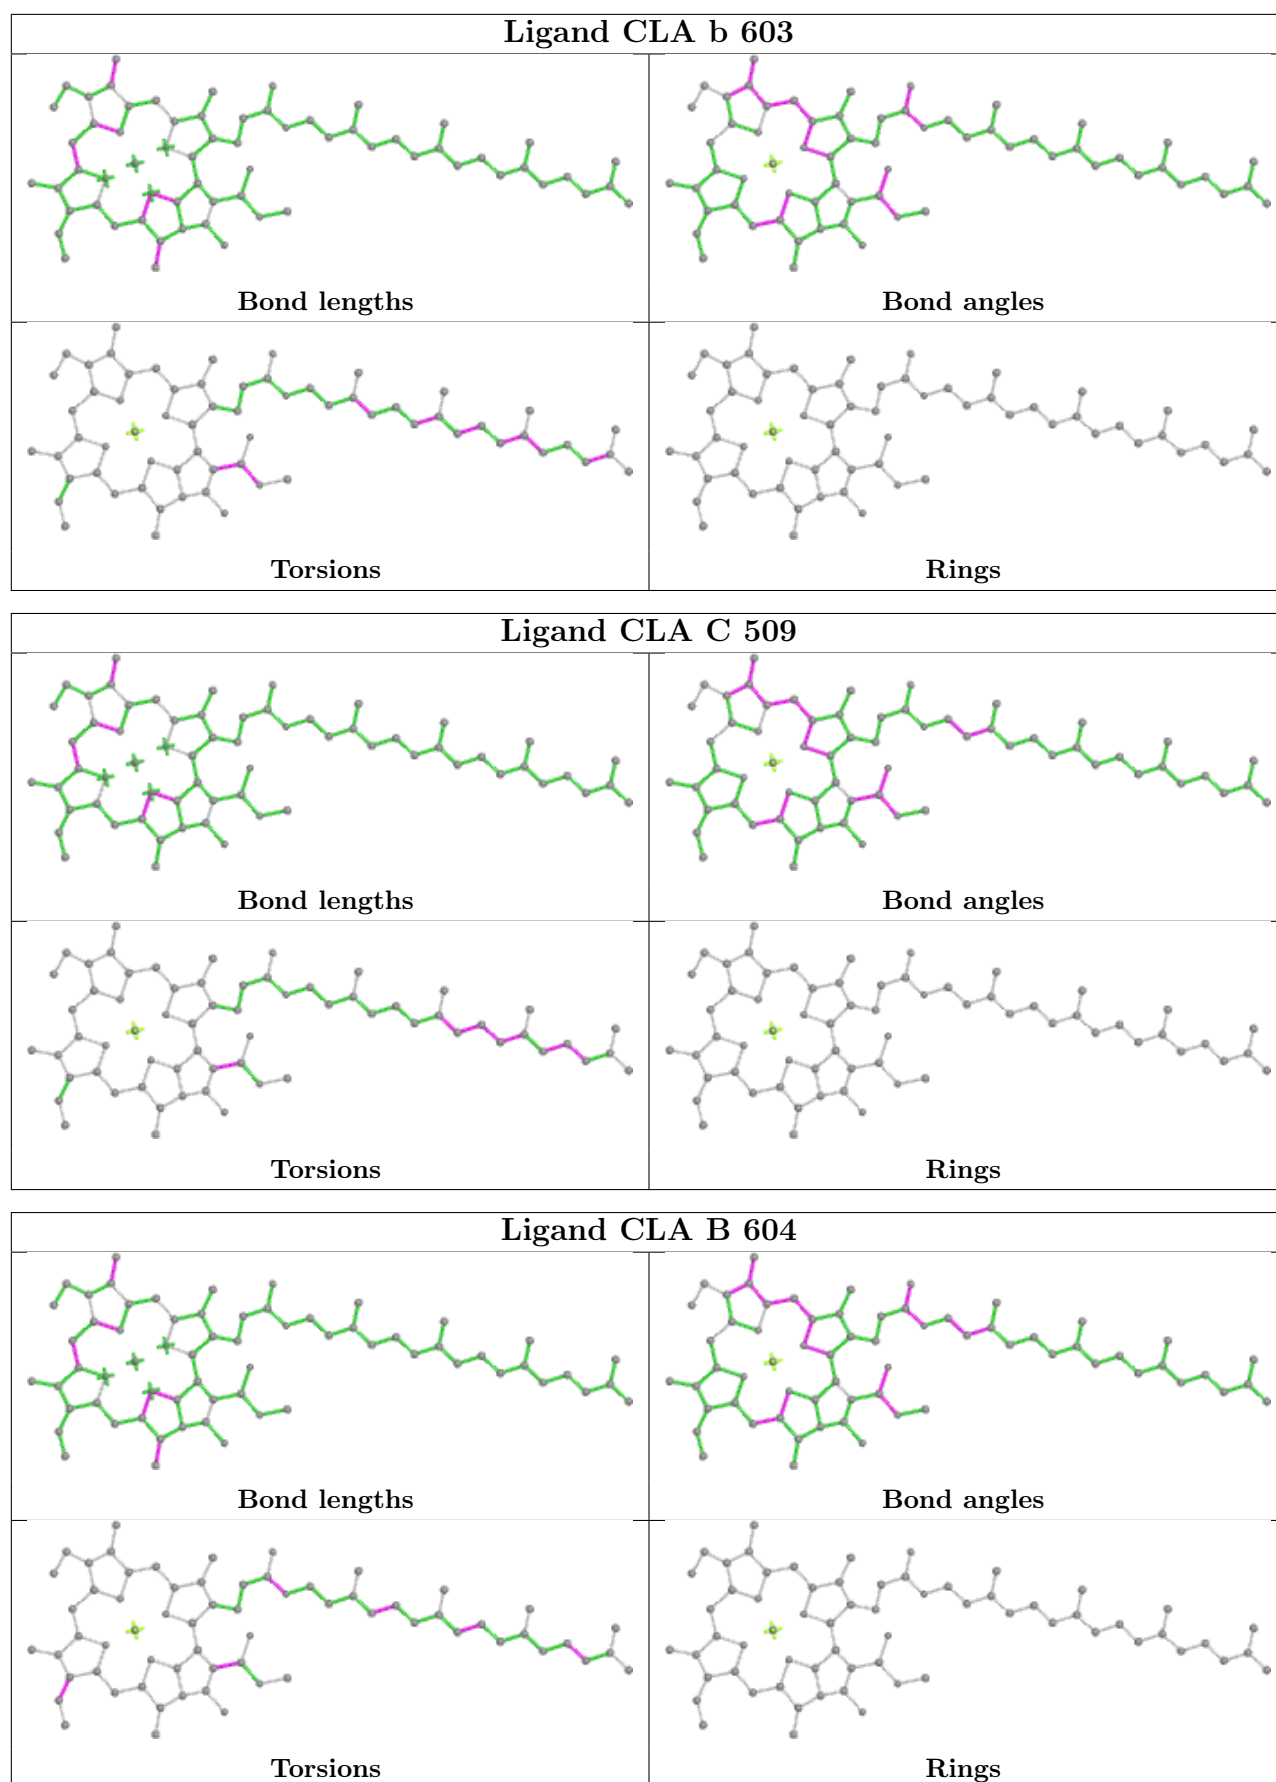 Ligand CLA b 603
Bond lengths
Bond angles
Torsions
Rings
Ligand CLA C 509
Bond lengths
Bond angles
Torsions
Rings
Ligand CLA B 604
Bond lengths
Bond angles
Torsions
Rings